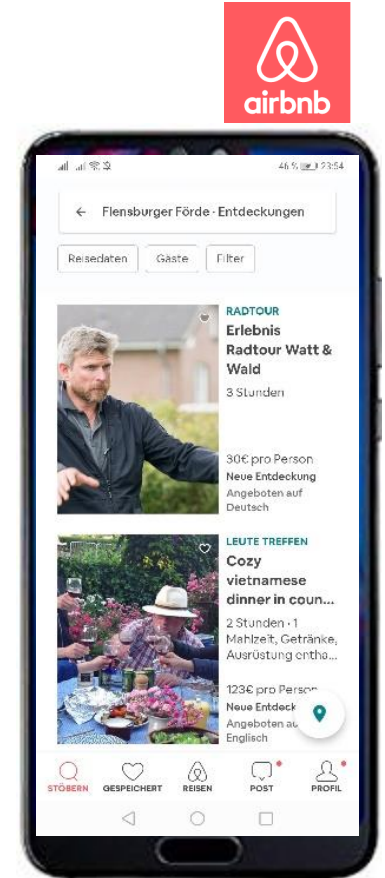 airbnb
46 % 23:54
← Flensburger Förde · Entdeckungen
Reisedaten
Gäste
Filter
RADTOUR
Erlebnis
Radtour Watt &
Wald
3 Stunden
30€ pro Person
Neue Entdeckung
Angeboten auf
Deutsch
LEUTE TREFFEN
Cozy
vietnamese
dinner in coun...
2 Stunden · 1
Mahlzeit, Getränke,
Ausrüstung entha...
123€ pro Person
Neue Entdeck
Angeboten au
Englisch
STÖBERN
GESPEICHERT
REISEN
POST
PROFIL